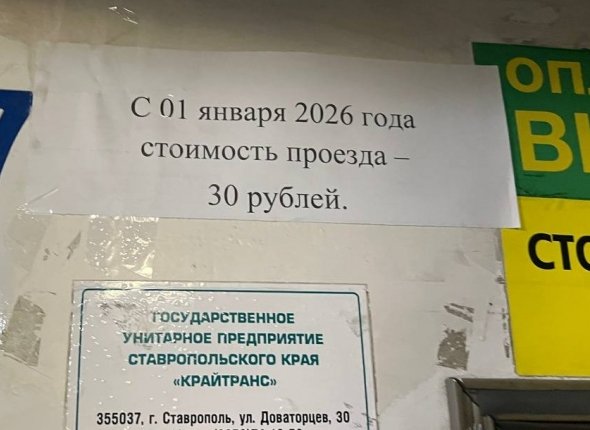 С 01 января 2026 года
стоимость проезда –
30 рублей.
ГОСУДАРСТВЕННОЕ
УНИТАРНОЕ ПРЕДПРИЯТИЕ
СТАВРОПОЛЬСКОГО КРАЯ
«КРАЙТРАНС»
355037, г. Ставрополь, ул. Доваторцев, 30